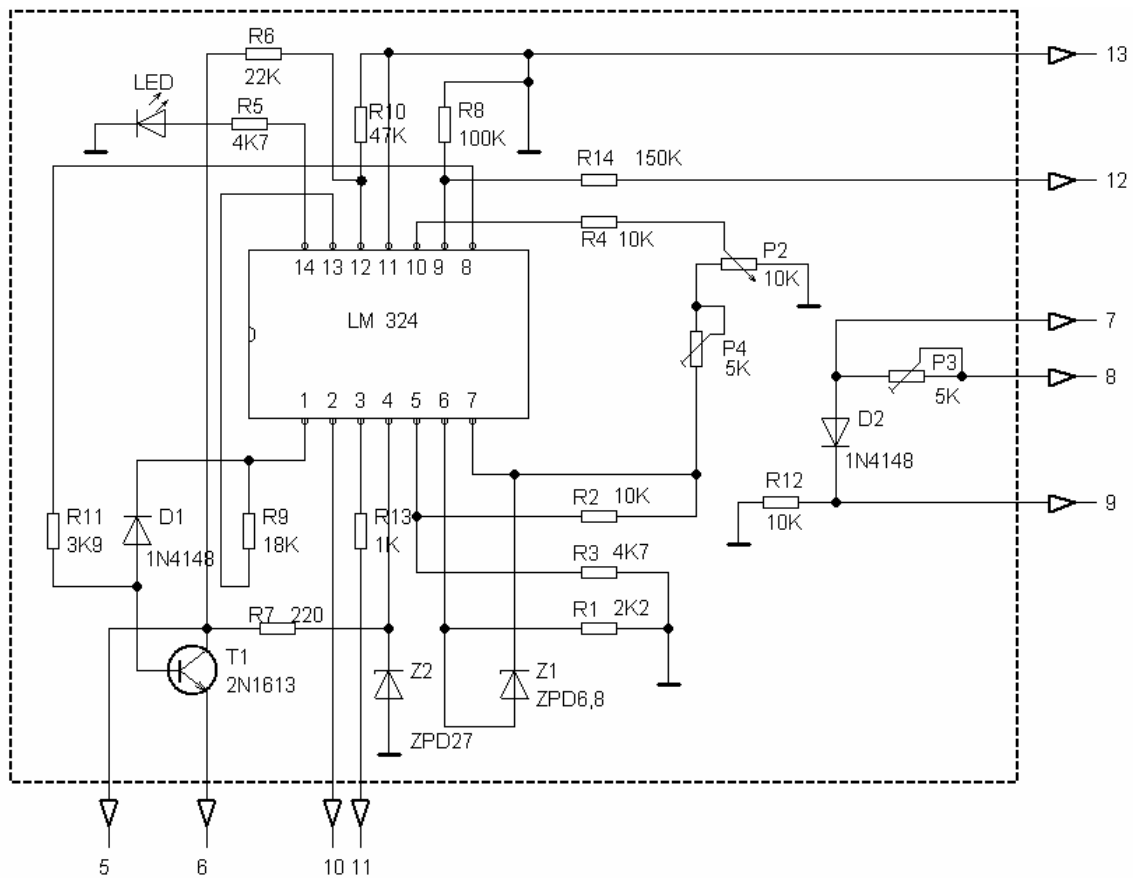 R6
22K
13
LED
R5
4K7
R10
47K
R8
100K
R14 150K
12
R4 10K
P2
10K
14 13 12 11 10 9 8
LM 324
7
P4
5K
P3
5K
8
1 2 3 4 5 6 7
D2
1N4148
R2 10K
R12
10K
9
R11
3K9
D1
1N4148
R9
18K
R13
1K
R3 4K7
R7 220
R1 2K2
T1
2N1613
Z2
ZPD27
Z1
ZPD6,8
5 6 10 11